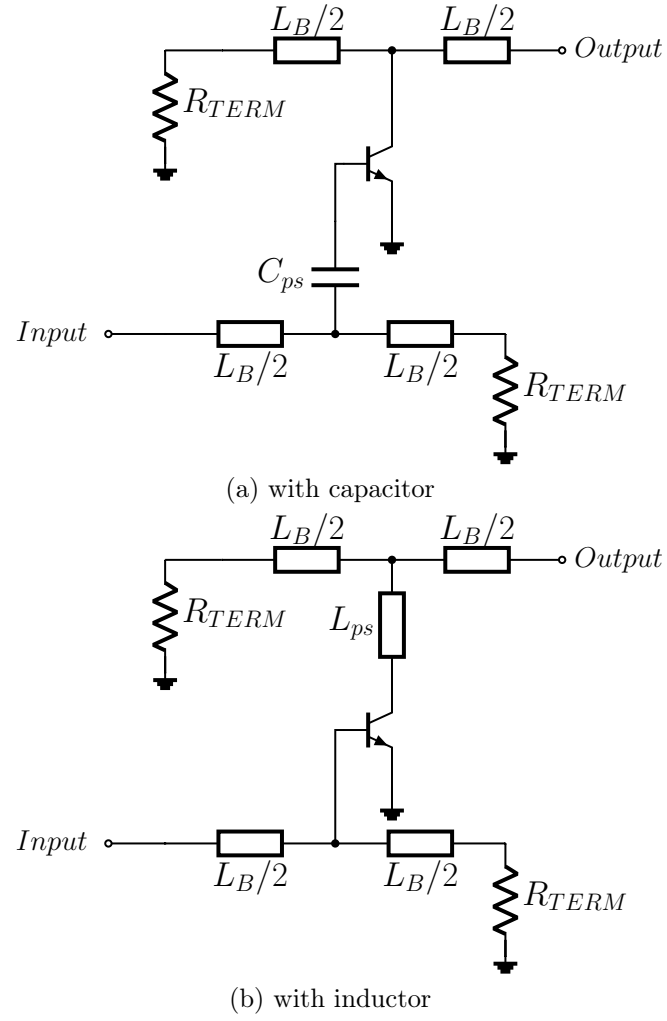 L_B/2 L_B/2
Output
R_TERM
C_ps
Input
L_B/2 L_B/2
R_TERM
(a) with capacitor
L_B/2 L_B/2
Output
R_TERM
L_ps
Input
L_B/2 L_B/2
R_TERM
(b) with inductor